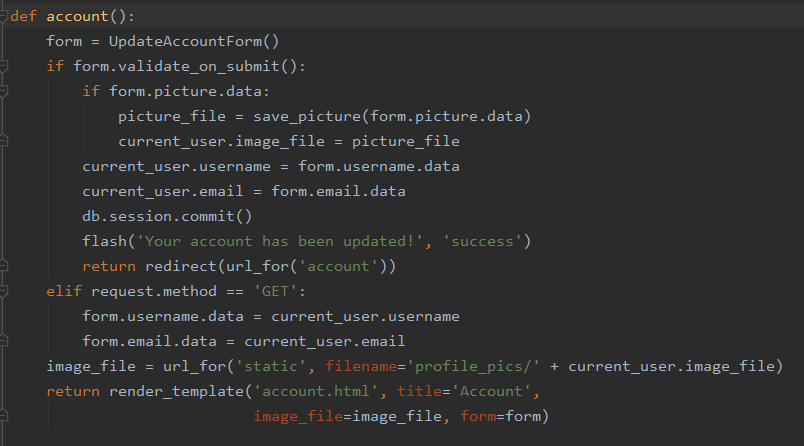 def account():
    form = UpdateAccountForm()
    if form.validate_on_submit():
        if form.picture.data:
            picture_file = save_picture(form.picture.data)
            current_user.image_file = picture_file
        current_user.username = form.username.data
        current_user.email = form.email.data
        db.session.commit()
        flash('Your account has been updated!', 'success')
        return redirect(url_for('account'))
    elif request.method == 'GET':
        form.username.data = current_user.username
        form.email.data = current_user.email
    image_file = url_for('static', filename='profile_pics/' + current_user.image_file)
    return render_template('account.html', title='Account',
                           image_file=image_file, form=form)